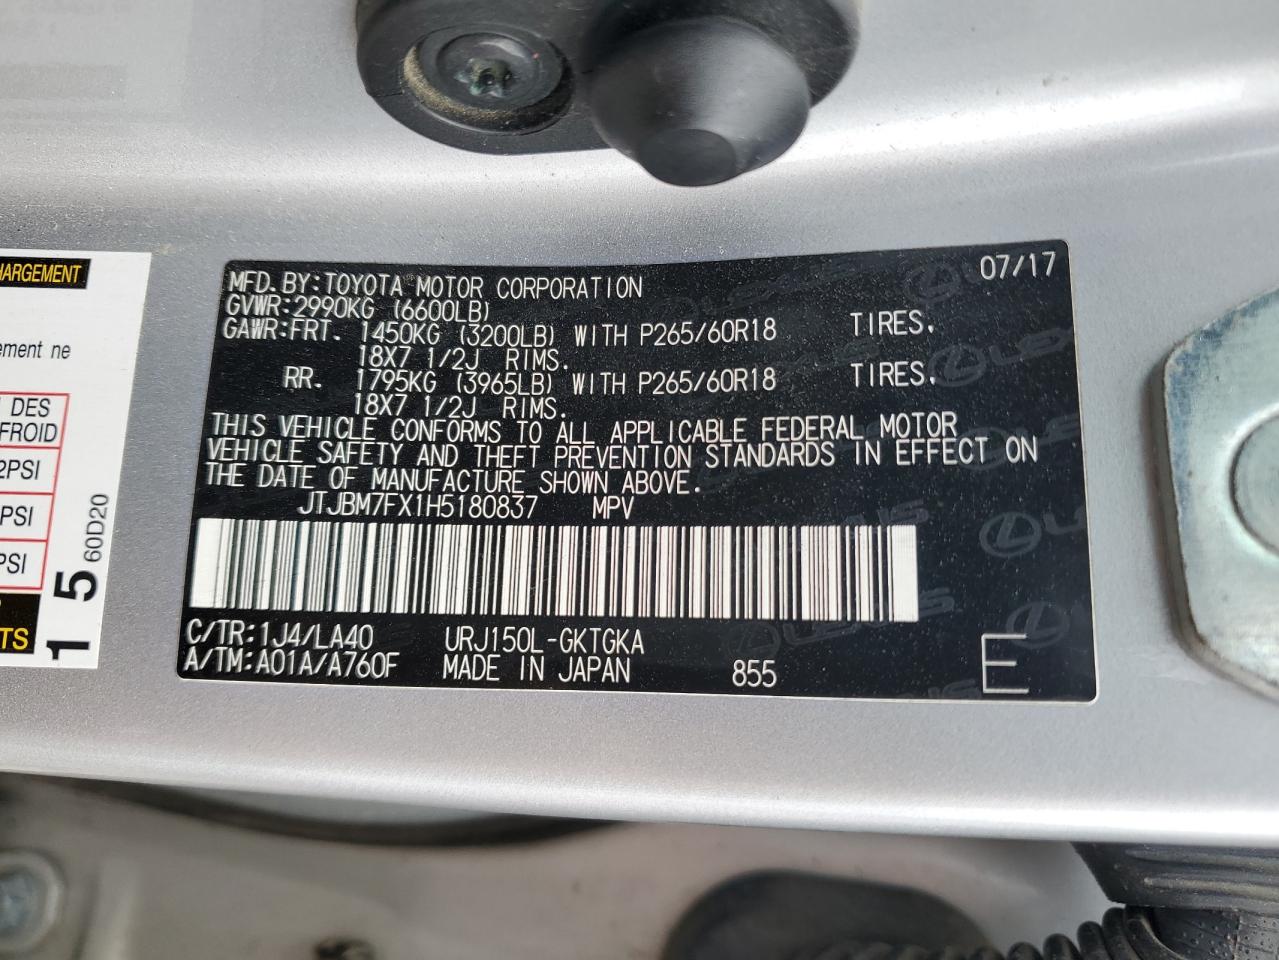 HARGEMENT
ement ne
DES
FROID
2PSI
PSI
PSI
TS
1 5 60D20
MFD.BY:TOYOTA MOTOR CORPORATION 07/17
GVWR:2990KG (6600LB)
GAWR:FRT. 1450KG (3200LB) WITH P265/60R18 TIRES,
18X7 1/2J RIMS.
RR. 1795KG (3965LB) WITH P265/60R18 TIRES,
18X7 1/2J RIMS.
THIS VEHICLE CONFORMS TO ALL APPLICABLE FEDERAL MOTOR
VEHICLE SAFETY AND THEFT PREVENTION STANDARDS IN EFFECT ON
THE DATE OF MANUFACTURE SHOWN ABOVE.
JTJBM7FX1H5180837 MPV
C/TR:1J4/LA40 URJ150L-GKTGKA
A/TM:A01A/A760F MADE IN JAPAN 855 E
LEXUS